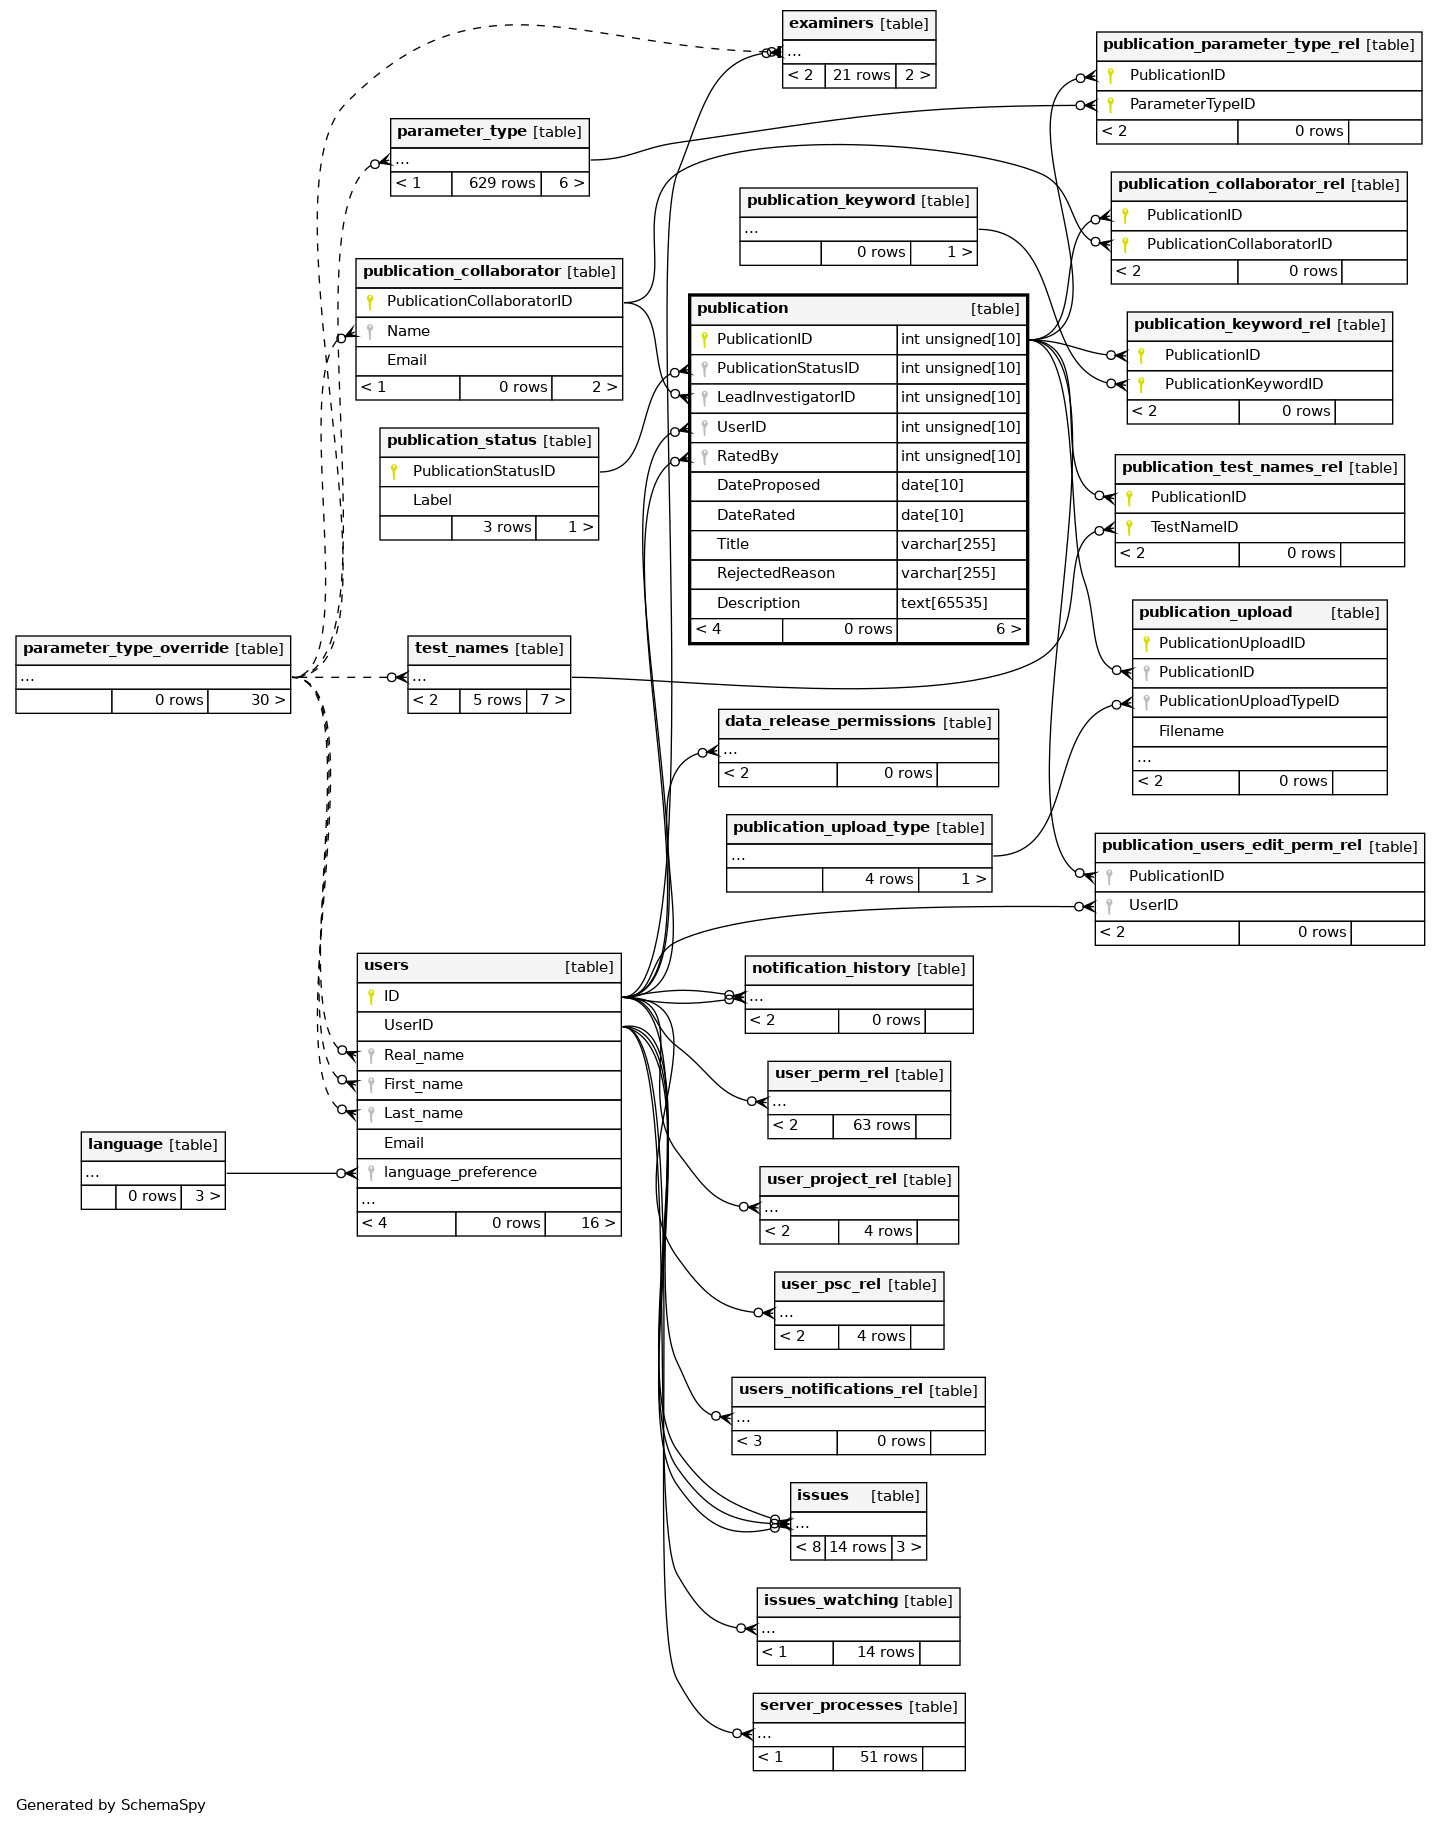 examiners [table]
...
< 2 21 rows 2 >
publication_parameter_type_rel [table]
PublicationID
ParameterTypeID
< 2 0 rows
parameter_type [table]
...
< 1 629 rows 6 >
publication_collaborator_rel [table]
PublicationID
PublicationCollaboratorID
< 2 0 rows
publication_keyword [table]
...
0 rows 1 >
publication_collaborator [table]
PublicationCollaboratorID
Name
Email
< 1 0 rows 2 >
publication [table]
PublicationID int unsigned[10]
PublicationStatusID int unsigned[10]
LeadInvestigatorID int unsigned[10]
UserID int unsigned[10]
RatedBy int unsigned[10]
DateProposed date[10]
DateRated date[10]
Title varchar[255]
RejectedReason varchar[255]
Description text[65535]
< 4 0 rows 6 >
publication_keyword_rel [table]
PublicationID
PublicationKeywordID
< 2 0 rows
publication_status [table]
PublicationStatusID
Label
3 rows 1 >
publication_test_names_rel [table]
PublicationID
TestNameID
< 2 0 rows
publication_upload [table]
PublicationUploadID
PublicationID
PublicationUploadTypeID
Filename
...
< 2 0 rows
parameter_type_override [table]
...
0 rows 30 >
test_names [table]
...
< 2 5 rows 7 >
data_release_permissions [table]
...
< 2 0 rows
publication_upload_type [table]
...
4 rows 1 >
publication_users_edit_perm_rel [table]
PublicationID
UserID
< 2 0 rows
users [table]
ID
UserID
Real_name
First_name
Last_name
Email
language_preference
...
< 4 0 rows 16 >
notification_history [table]
...
< 2 0 rows
user_perm_rel [table]
...
< 2 63 rows
language [table]
...
0 rows 3 >
user_project_rel [table]
...
< 2 4 rows
user_psc_rel [table]
...
< 2 4 rows
users_notifications_rel [table]
...
< 3 0 rows
issues [table]
...
< 8 14 rows 3 >
issues_watching [table]
...
< 1 14 rows
server_processes [table]
...
< 1 51 rows
Generated by SchemaSpy